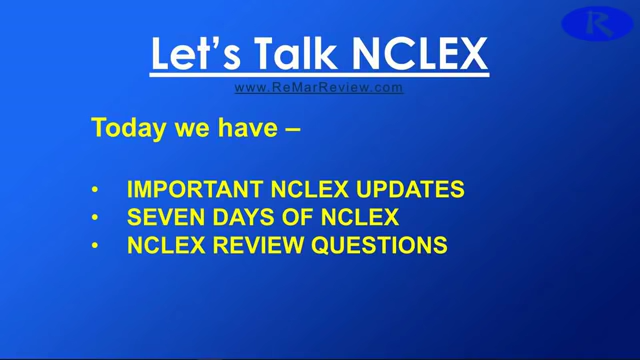 R
Let's Talk NCLEX
www.ReMarReview.com
Today we have –
• IMPORTANT NCLEX UPDATES
• SEVEN DAYS OF NCLEX
• NCLEX REVIEW QUESTIONS